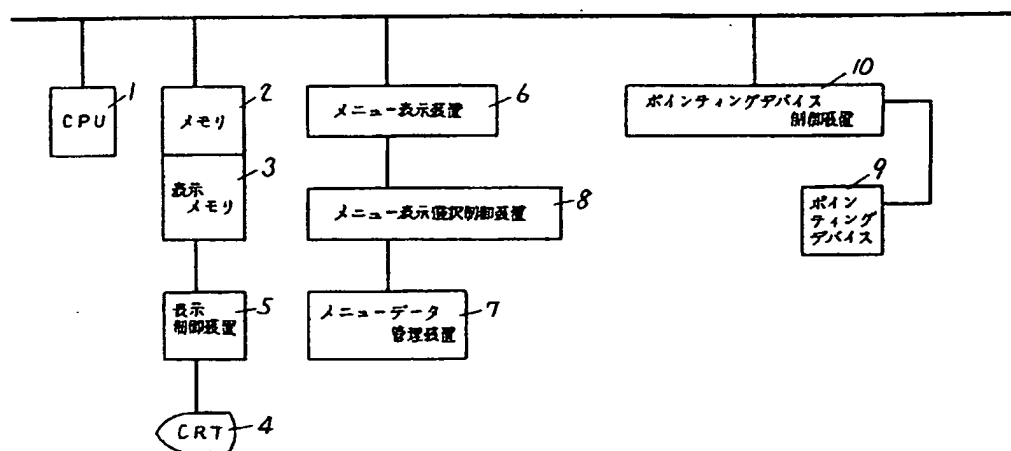 1
CPU
2
メモリ
3
表示
メモリ
5
表示
制御装置
CRT 4
6
メニュー表示装置
8
メニュー表示選択制御装置
メニューデータ 7
管理装置
10
ポインティングデバイス
制御装置
9
ポイン
ティング
デバイス